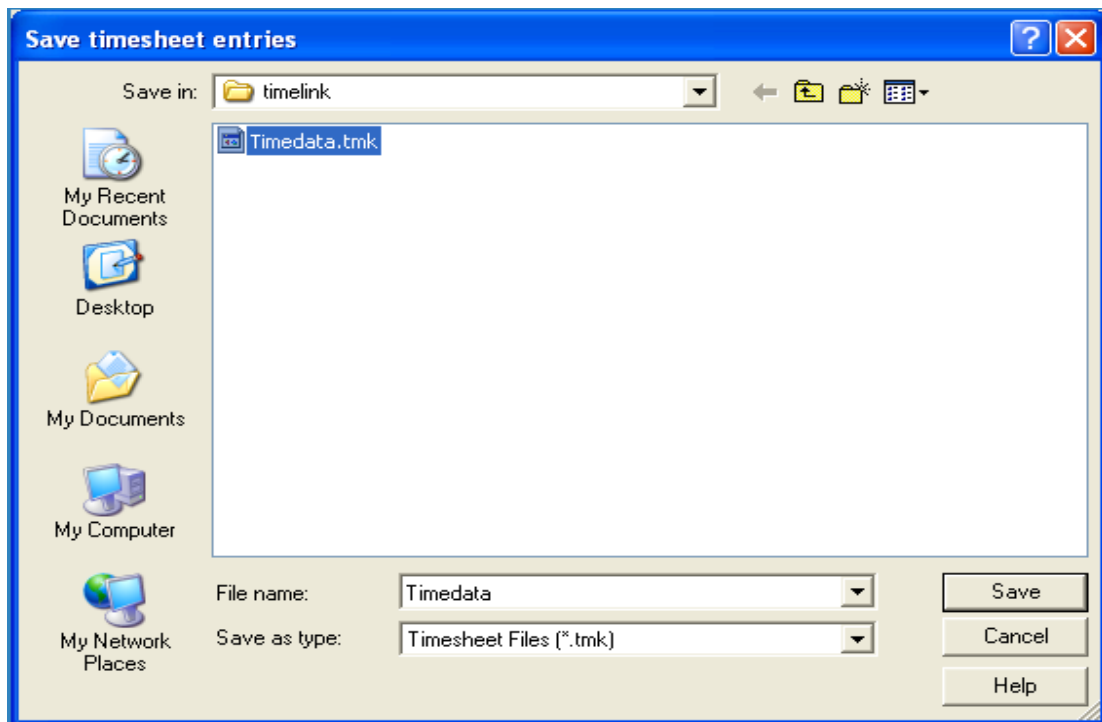 Save timesheet entries
Save in:
timelink
Timedata.tmk
My Recent
Documents
Desktop
My Documents
My Computer
My Network
Places
File name:
Timedata
Save
Save as type:
Timesheet Files (*.tmk)
Cancel
Help